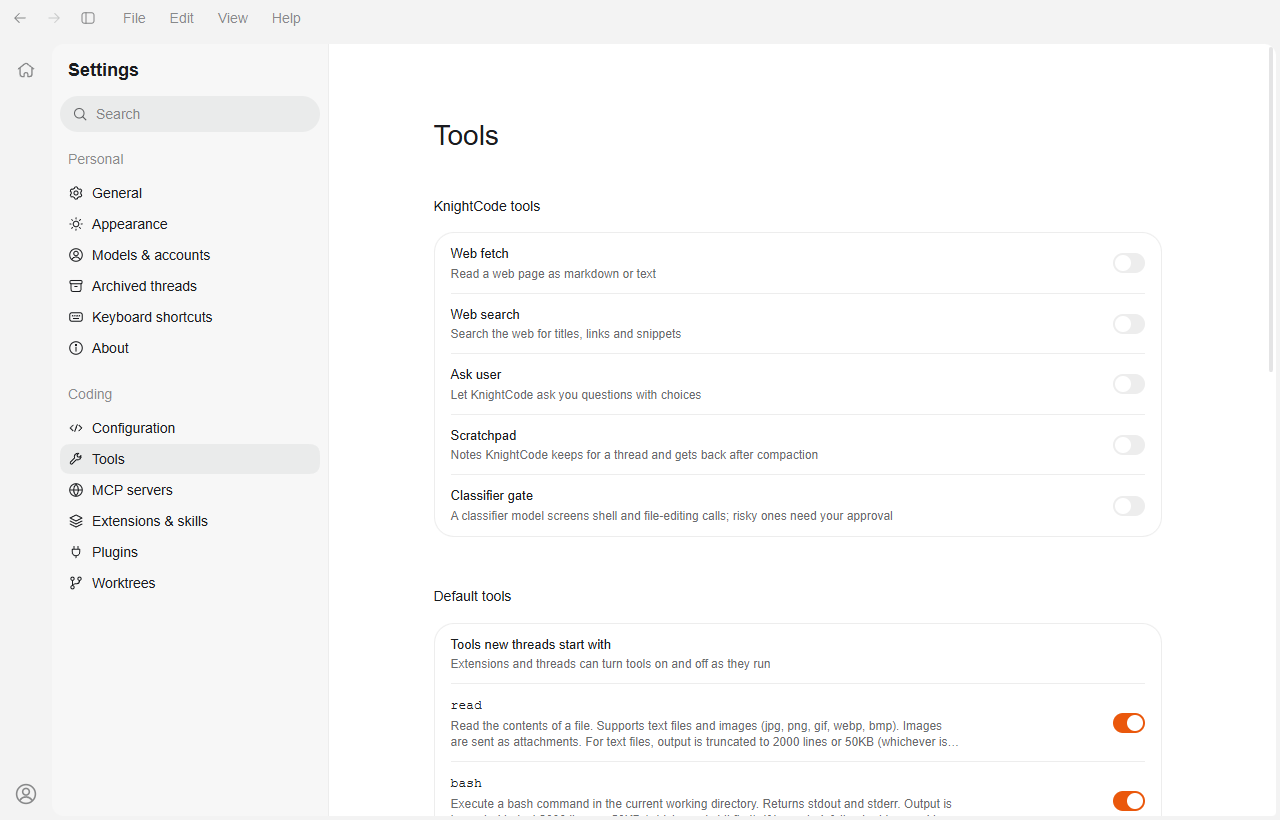 File Edit View Help
Settings
Search
Personal
General
Appearance
Models & accounts
Archived threads
Keyboard shortcuts
About
Coding
Configuration
Tools
MCP servers
Extensions & skills
Plugins
Worktrees
Tools
KnightCode tools
Web fetch
Read a web page as markdown or text
Web search
Search the web for titles, links and snippets
Ask user
Let KnightCode ask you questions with choices
Scratchpad
Notes KnightCode keeps for a thread and gets back after compaction
Classifier gate
A classifier model screens shell and file-editing calls; risky ones need your approval
Default tools
Tools new threads start with
Extensions and threads can turn tools on and off as they run
read
Read the contents of a file. Supports text files and images (jpg, png, gif, webp, bmp). Images
are sent as attachments. For text files, output is truncated to 2000 lines or 50KB (whichever is…
bash
Execute a bash command in the current working directory. Returns stdout and stderr. Output is